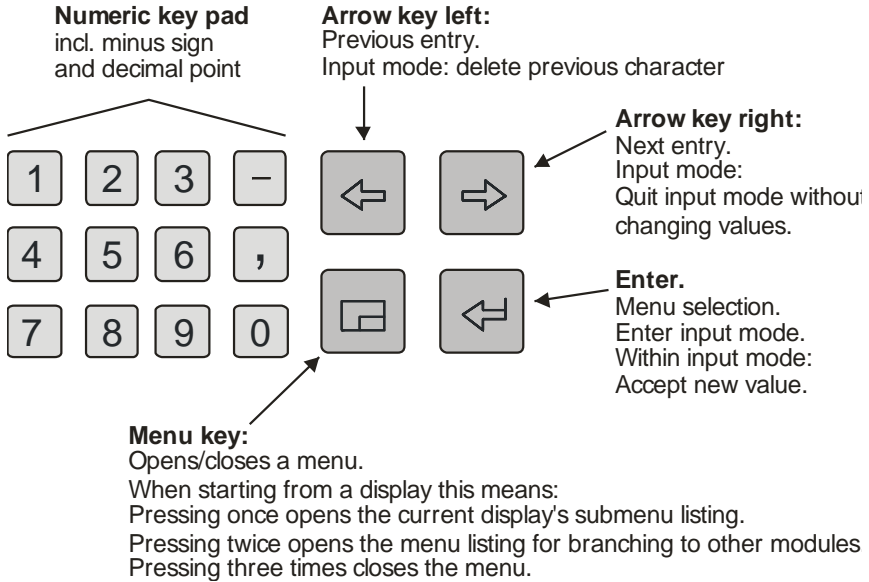 Numeric key pad
incl. minus sign
and decimal point
Arrow key left:
Previous entry.
Input mode: delete previous character
Arrow key right:
Next entry.
Input mode:
Quit input mode without
changing values.
1 2 3 –
4 5 6 ,
7 8 9 0
Enter.
Menu selection.
Enter input mode.
Within input mode:
Accept new value.
Menu key:
Opens/closes a menu.
When starting from a display this means:
Pressing once opens the current display's submenu listing.
Pressing twice opens the menu listing for branching to other modules
Pressing three times closes the menu.